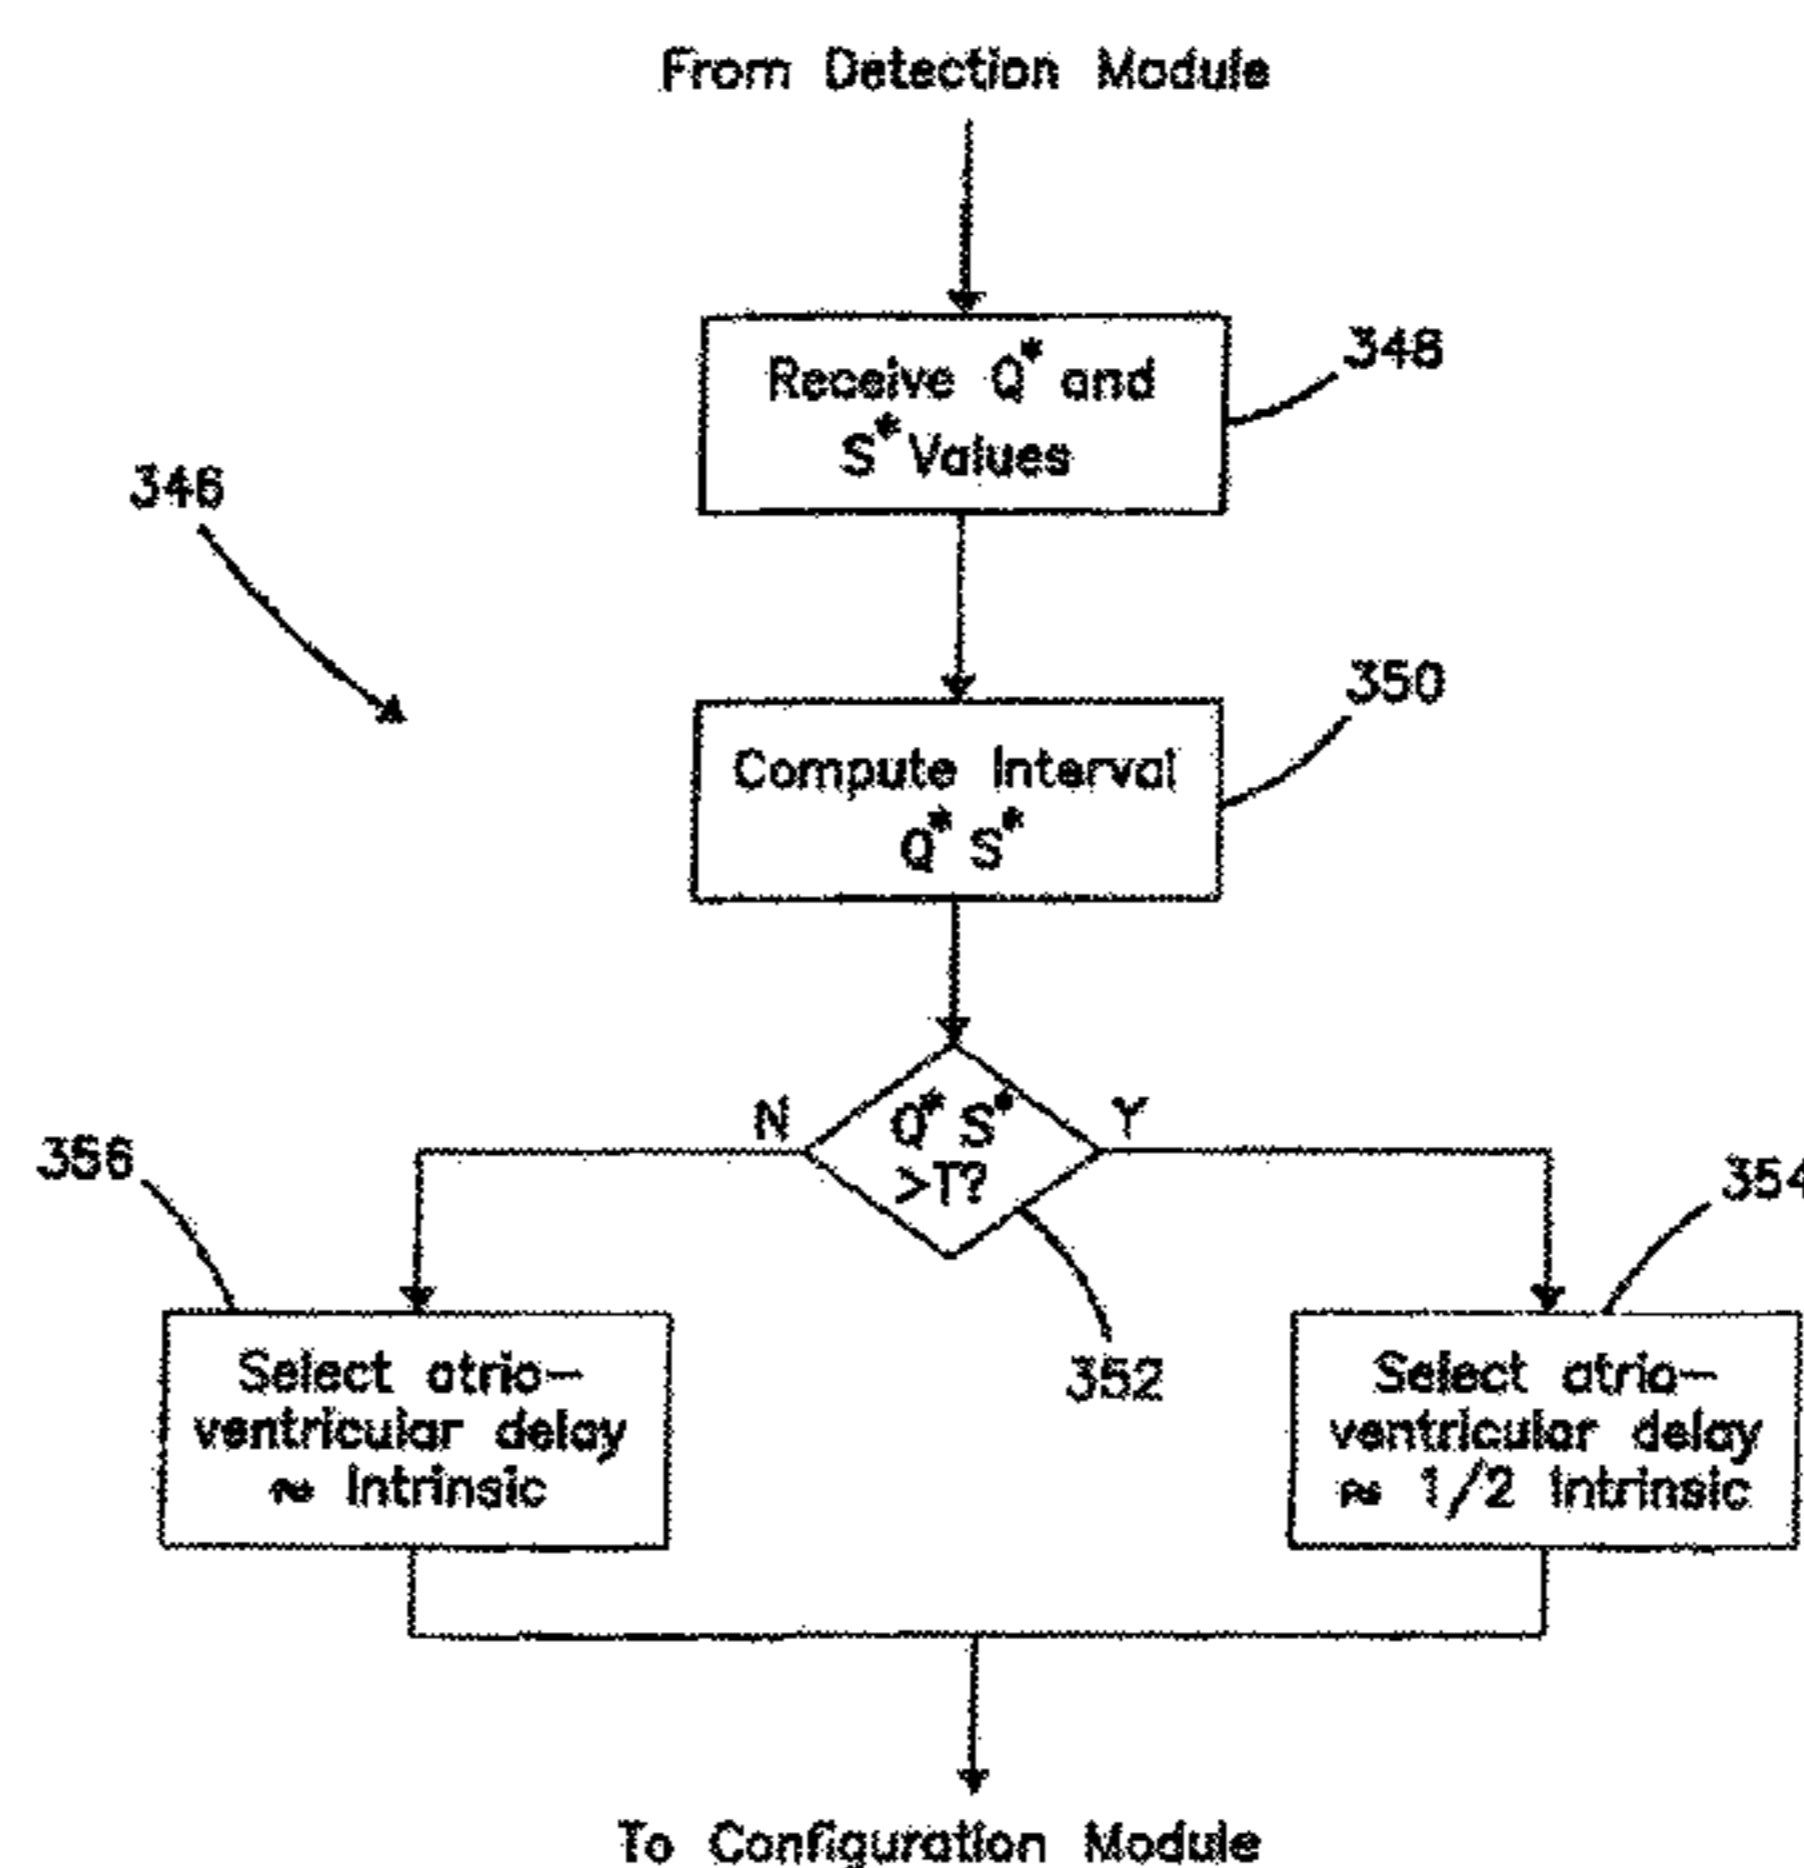 From Detection Module
Receive Q* and
S* Values
348
346
Compute Interval
Q* S*
350
N
Q* S*
>T?
Y
356
354
352
Select atrio-
ventricular delay
≈ Intrinsic
Select atrio-
ventricular delay
≈ 1/2 Intrinsic
To Configuration Module